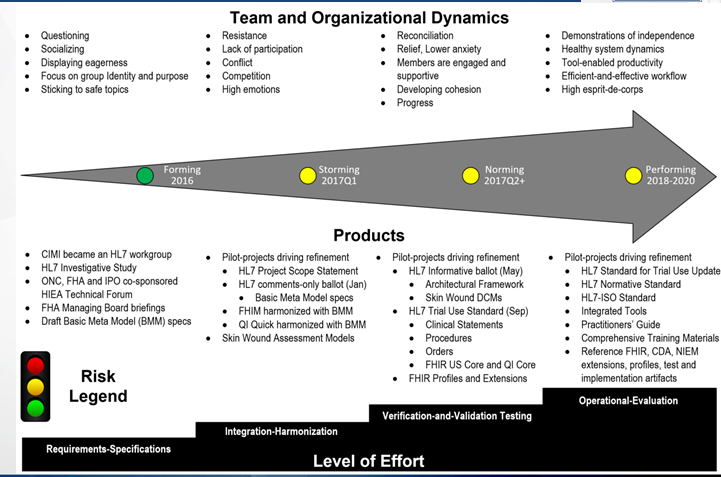 Team and Organizational Dynamics
• Questioning
• Socializing
• Displaying eagerness
• Focus on group Identity and purpose
• Sticking to safe topics
• Resistance
• Lack of participation
• Conflict
• Competition
• High emotions
• Reconciliation
• Relief, Lower anxiety
• Members are engaged and
supportive
• Developing cohesion
• Progress
• Demonstrations of independence
• Healthy system dynamics
• Tool-enabled productivity
• Efficient-and-effective workflow
• High esprit-de-corps
Forming
2016
Storming
2017Q1
Norming
2017Q2+
Performing
2018-2020
Products
• CIMI became an HL7 workgroup
• HL7 Investigative Study
• ONC, FHA and IPO co-sponsored
HIEA Technical Forum
• FHA Managing Board briefings
• Draft Basic Meta Model (BMM) specs
• Pilot-projects driving refinement
• HL7 Project Scope Statement
• HL7 comments-only ballot (Jan)
• Basic Meta Model specs
• FHIM harmonized with BMM
• QI Quick harmonized with BMM
• Skin Wound Assessment Models
• Pilot-projects driving refinement
• HL7 Informative ballot (May)
• Architectural Framework
• Skin Wound DCMs
• HL7 Trial Use Standard (Sep)
• Clinical Statements
• Procedures
• Orders
• FHIR US Core and QI Core
• FHIR Profiles and Extensions
• Pilot-projects driving refinement
• HL7 Standard for Trial Use Update
• HL7 Normative Standard
• HL7-ISO Standard
• Integrated Tools
• Practitioners' Guide
• Comprehensive Training Materials
• Reference FHIR, CDA, NIEM
extensions, profiles, test and
implementation artifacts
Risk
Legend
Requirements-Specifications
Integration-Harmonization
Verification-and-Validation Testing
Operational-Evaluation
Level of Effort